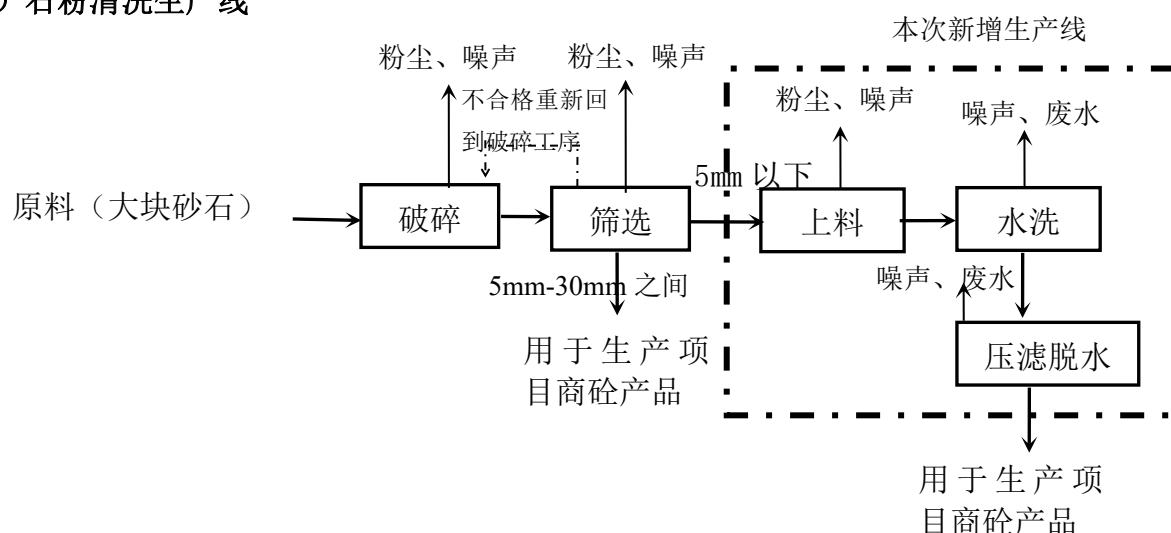 ）石粉清洗生产线
本次新增生产线
粉尘、噪声
粉尘、噪声
不合格重新回
到破碎工序
粉尘、噪声
噪声、废水
5mm 以下
原料（大块砂石）
破碎
筛选
上料
水洗
5mm-30mm 之间
噪声、废水
用于生产项
目商砼产品
压滤脱水
用于生产项
目商砼产品